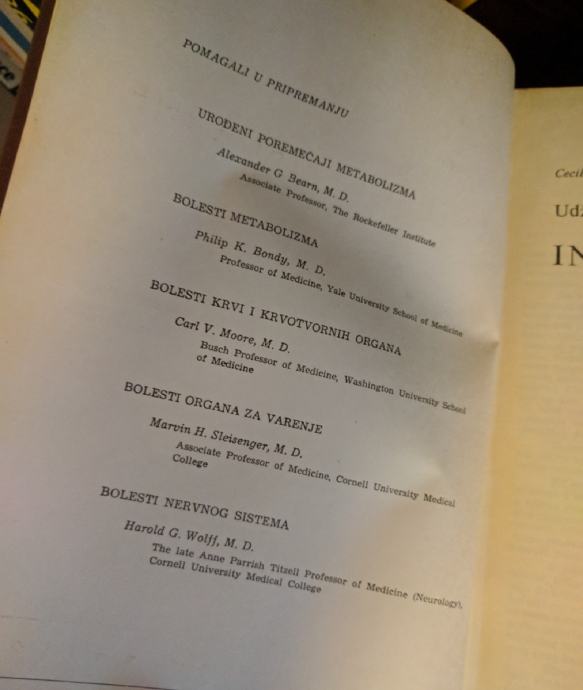 POMAGALI U PRIPREMANJU
UROĐENI POREMEĆAJI METABOLIZMA
Alexander G Bearn, M. D.
Associate Professor, The Rockefeller Institute
BOLESTI METABOLIZMA
Philip K. Bondy, M. D.
Professor of Medicine, Yale University School of Medicine
BOLESTI KRVI I KRVOTVORNIH ORGANA
Carl V. Moore, M. D.
Busch Professor of Medicine, Washington University School
of Medicine
BOLESTI ORGANA ZA VARENJE
Marvin H. Sleisenger, M. D.
Associate Professor of Medicine, Cornell University Medical
College
BOLESTI NERVNOG SISTEMA
Harold G. Wolff, M. D.
The late Anne Parrish Titzell Professor of Medicine (Neurology),
Cornell University Medical College
Cecil
Udž
IN